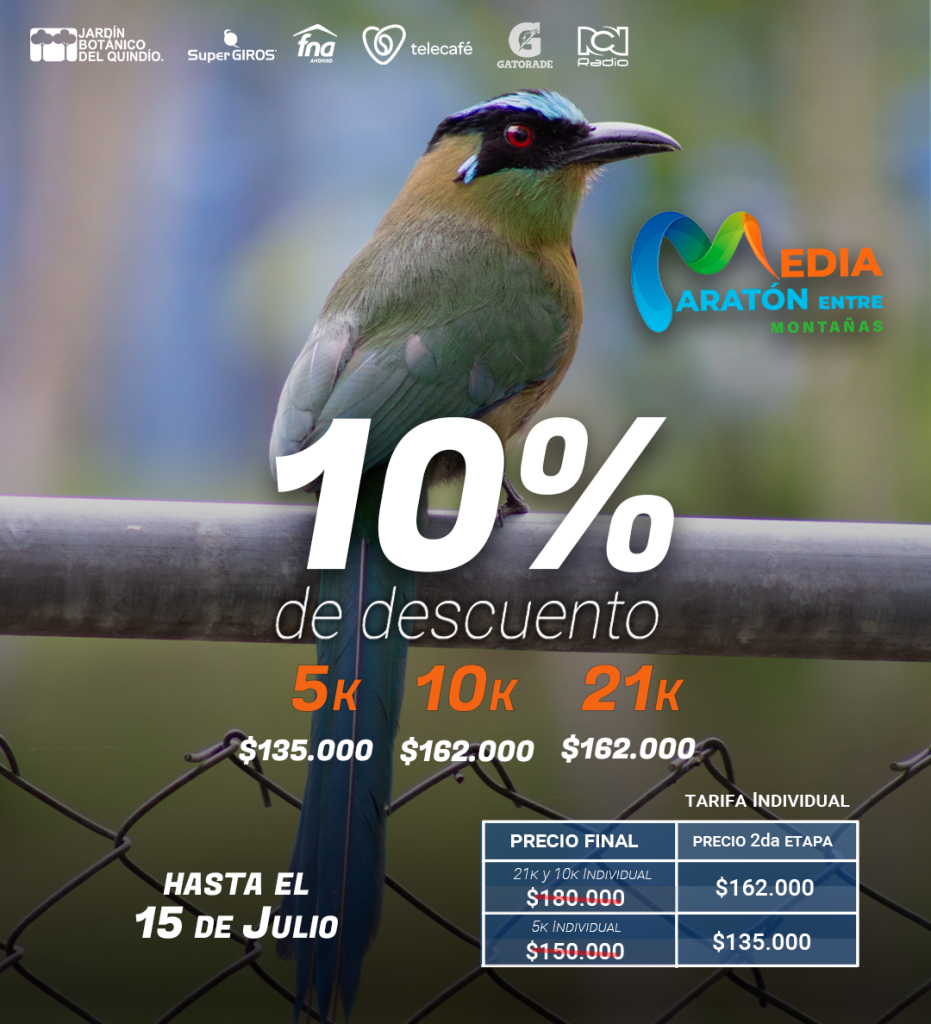 JARDÍN
BOTÁNICO
DEL QUINDÍO.
SuperGIROS
fna
AHORRO
telecafé
G
GATORADE
RCN
Radio
MEDIA
MARATÓN ENTRE
MONTAÑAS
10%
de descuento
5K 10K 21K
$135.000 $162.000 $162.000
TARIFA INDIVIDUAL
PRECIO FINAL PRECIO 2da ETAPA
21K y 10K INDIVIDUAL
$180.000 $162.000
5K INDIVIDUAL
$150.000 $135.000
HASTA EL
15 DE JULIO